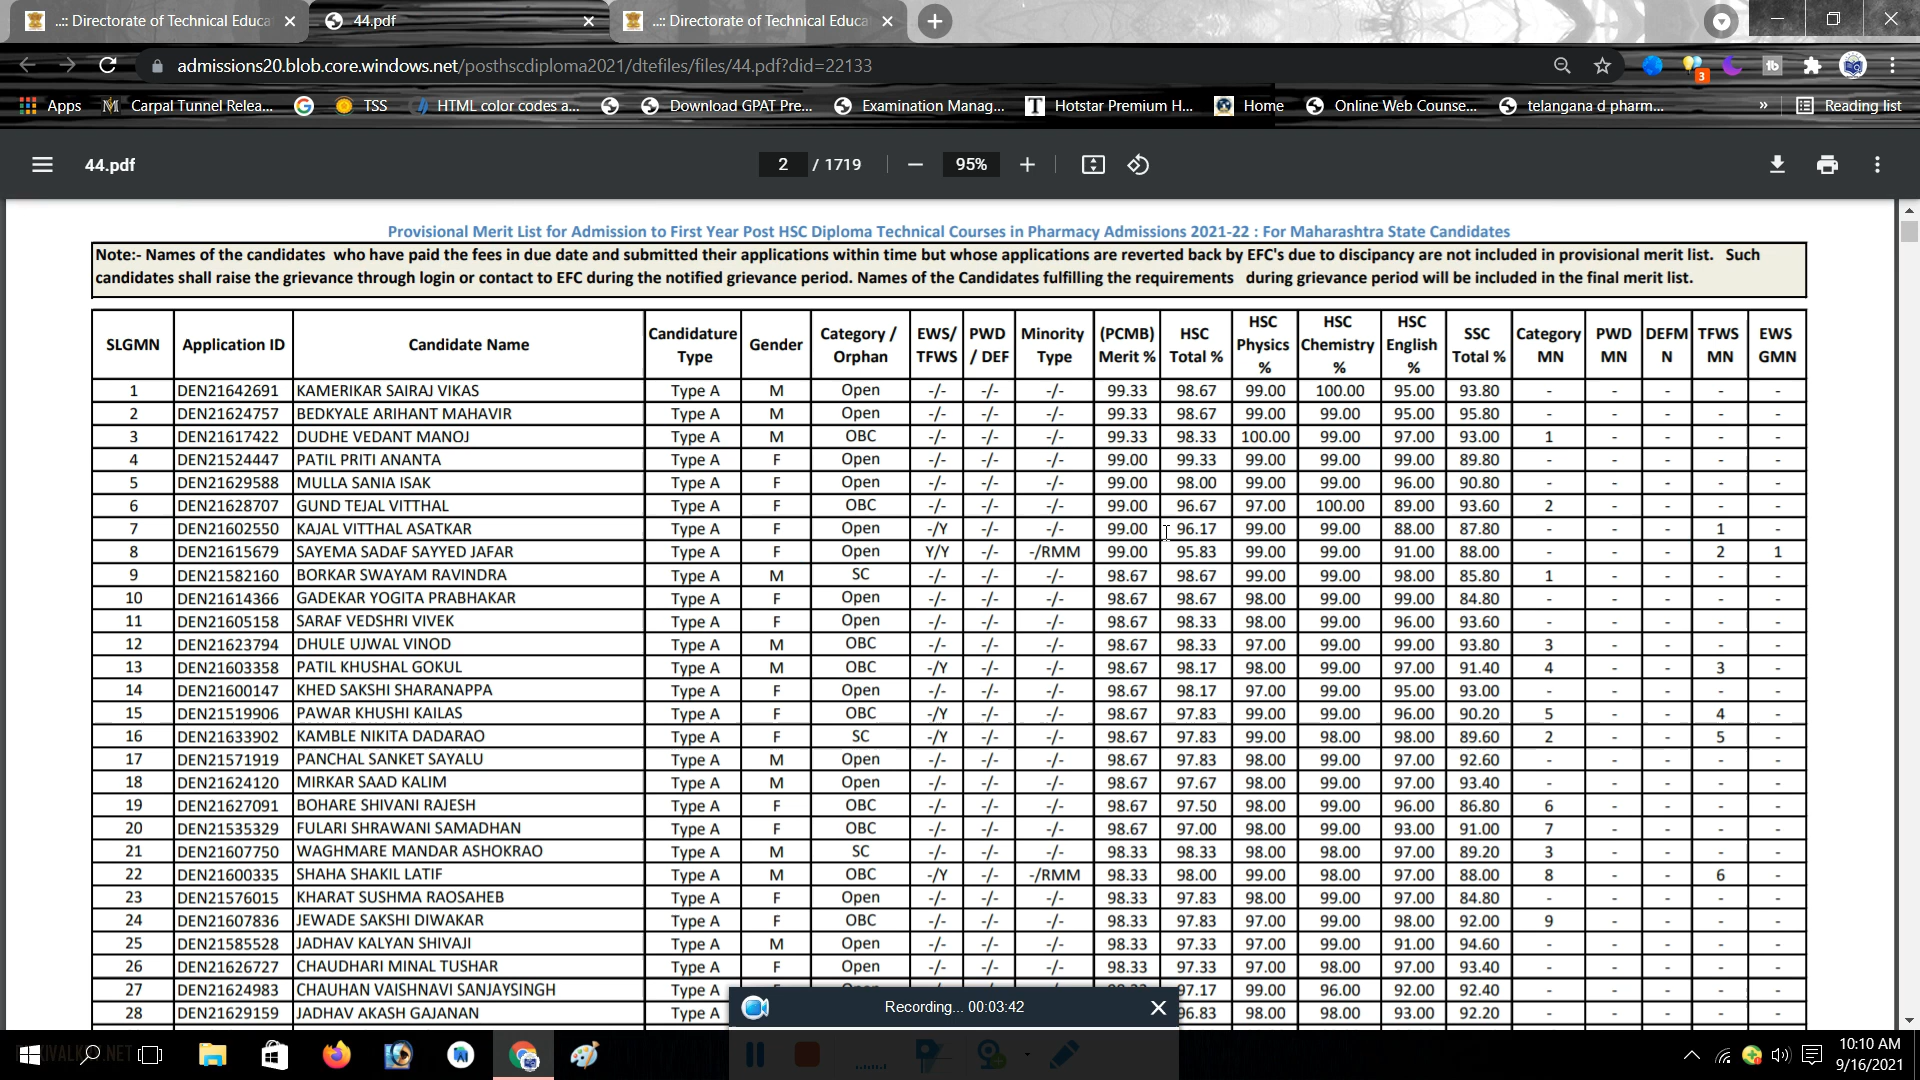 ..:: Directorate of Technical Educa
44.pdf
..:: Directorate of Technical Educa
admissions20.blob.core.windows.net/posthscdiploma2021/dtefiles/files/44.pdf?did=22133
3
Apps Carpal Tunnel Relea... TSS HTML color codes a... Download GPAT Pre... Examination Manag... Hotstar Premium H... Home Online Web Counse... telangana d pharm... » Reading list
44.pdf 2 / 1719 95%
Provisional Merit List for Admission to First Year Post HSC Diploma Technical Courses in Pharmacy Admissions 2021-22 : For Maharashtra State Candidates
Note:- Names of the candidates who have paid the fees in due date and submitted their applications within time but whose applications are reverted back by EFC's due to discipancy are not included in provisional merit list. Such
candidates shall raise the grievance through login or contact to EFC during the notified grievance period. Names of the Candidates fulfilling the requirements during grievance period will be included in the final merit list.
SLGMN Application ID Candidate Name Candidature Type Gender Category / Orphan EWS/ TFWS PWD / DEF Minority Type (PCMB) Merit % HSC Total % HSC Physics % HSC Chemistry % HSC English % SSC Total % Category MN PWD MN DEFM N TFWS MN EWS GMN
1 DEN21642691 KAMERIKAR SAIRAJ VIKAS Type A M Open -/- -/- -/- 99.33 98.67 99.00 100.00 95.00 93.80 - - - - -
2 DEN21624757 BEDKYALE ARIHANT MAHAVIR Type A M Open -/- -/- -/- 99.33 98.67 99.00 99.00 95.00 95.80 - - - - -
3 DEN21617422 DUDHE VEDANT MANOJ Type A M OBC -/- -/- -/- 99.33 98.33 100.00 99.00 97.00 93.00 1 - - - -
4 DEN21524447 PATIL PRITI ANANTA Type A F Open -/- -/- -/- 99.00 99.33 99.00 99.00 99.00 89.80 - - - - -
5 DEN21629588 MULLA SANIA ISAK Type A F Open -/- -/- -/- 99.00 98.00 99.00 99.00 96.00 90.80 - - - - -
6 DEN21628707 GUND TEJAL VITTHAL Type A F OBC -/- -/- -/- 99.00 96.67 97.00 100.00 89.00 93.60 2 - - - -
7 DEN21602550 KAJAL VITTHAL ASATKAR Type A F Open -/Y -/- -/- 99.00 96.17 99.00 99.00 88.00 87.80 - - - 1 -
8 DEN21615679 SAYEMA SADAF SAYYED JAFAR Type A F Open Y/Y -/- -/RMM 99.00 95.83 99.00 99.00 91.00 88.00 - - - 2 1
9 DEN21582160 BORKAR SWAYAM RAVINDRA Type A M SC -/- -/- -/- 98.67 98.67 99.00 99.00 98.00 85.80 1 - - - -
10 DEN21614366 GADEKAR YOGITA PRABHAKAR Type A F Open -/- -/- -/- 98.67 98.67 98.00 99.00 99.00 84.80 - - - - -
11 DEN21605158 SARAF VEDSHRI VIVEK Type A F Open -/- -/- -/- 98.67 98.33 98.00 99.00 96.00 93.60 - - - - -
12 DEN21623794 DHULE UJWAL VINOD Type A M OBC -/- -/- -/- 98.67 98.33 97.00 99.00 99.00 93.80 3 - - - -
13 DEN21603358 PATIL KHUSHAL GOKUL Type A M OBC -/Y -/- -/- 98.67 98.17 98.00 99.00 97.00 91.40 4 - - 3 -
14 DEN21600147 KHED SAKSHI SHARANAPPA Type A F Open -/- -/- -/- 98.67 98.17 97.00 99.00 95.00 93.00 - - - - -
15 DEN21519906 PAWAR KHUSHI KAILAS Type A F OBC -/Y -/- -/- 98.67 97.83 99.00 99.00 96.00 90.20 5 - - 4 -
16 DEN21633902 KAMBLE NIKITA DADARAO Type A F SC -/Y -/- -/- 98.67 97.83 99.00 98.00 98.00 89.60 2 - - 5 -
17 DEN21571919 PANCHAL SANKET SAYALU Type A M Open -/- -/- -/- 98.67 97.83 98.00 99.00 97.00 92.60 - - - - -
18 DEN21624120 MIRKAR SAAD KALIM Type A M Open -/- -/- -/- 98.67 97.67 98.00 99.00 97.00 93.40 - - - - -
19 DEN21627091 BOHARE SHIVANI RAJESH Type A F OBC -/- -/- -/- 98.67 97.50 98.00 99.00 96.00 86.80 6 - - - -
20 DEN21535329 FULARI SHRAWANI SAMADHAN Type A F OBC -/- -/- -/- 98.67 97.00 98.00 99.00 93.00 91.00 7 - - - -
21 DEN21607750 WAGHMARE MANDAR ASHOKRAO Type A M SC -/- -/- -/- 98.33 98.33 98.00 98.00 97.00 89.20 3 - - - -
22 DEN21600335 SHAHA SHAKIL LATIF Type A M OBC -/Y -/- -/RMM 98.33 98.00 99.00 98.00 97.00 88.00 8 - - 6 -
23 DEN21576015 KHARAT SUSHMA RAOSAHEB Type A F Open -/- -/- -/- 98.33 97.83 98.00 99.00 97.00 84.80 - - - - -
24 DEN21607836 JEWADE SAKSHI DIWAKAR Type A F OBC -/- -/- -/- 98.33 97.83 97.00 99.00 98.00 92.00 9 - - - -
25 DEN21585528 JADHAV KALYAN SHIVAJI Type A M Open -/- -/- -/- 98.33 97.33 97.00 99.00 91.00 94.60 - - - - -
26 DEN21626727 CHAUDHARI MINAL TUSHAR Type A F Open -/- -/- -/- 98.33 97.33 97.00 98.00 97.00 93.40 - - - - -
27 DEN21624983 CHAUHAN VAISHNAVI SANJAYSINGH Type A 97.17 99.00 96.00 92.00 92.40 - - - - -
28 DEN21629159 JADHAV AKASH GAJANAN Type A 96.83 98.00 98.00 93.00 92.20 - - - - -
Recording... 00:03:42
10:10 AM
9/16/2021